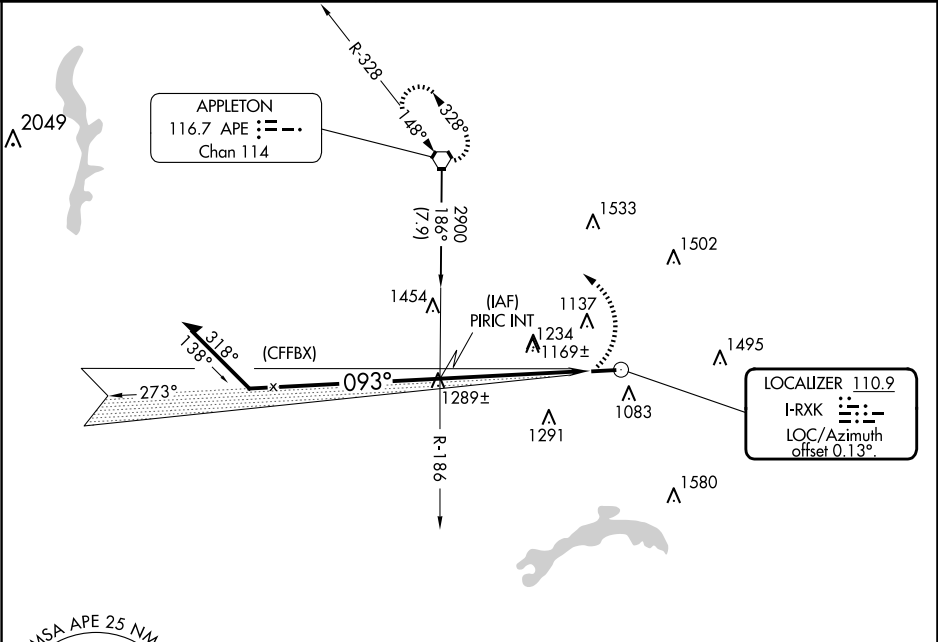 R-328
APPLETON
116.7 APE
Chan 114
148°
328°
2049
2900
186°
(7.9)
1533
1502
1454
(IAF)
PIRIC INT
1137
1234
1169±
1495
318°
138°
(CFFBX)
x
093°
273°
1289±
1083
1291
LOCALIZER 110.9
I-RXK
LOC/Azimuth
offset 0.13°.
R-186
1580
MSA APE 25 NM